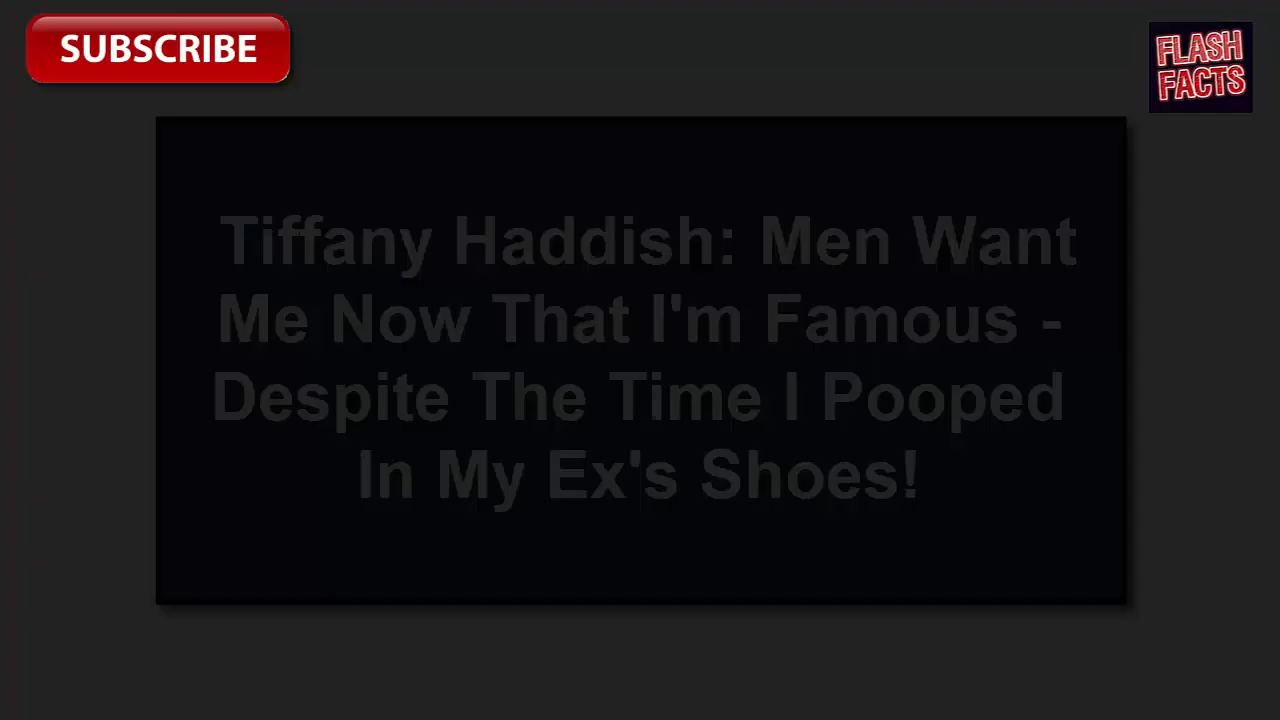 SUBSCRIBE
FLASH
FACTS
Tiffany Haddish: Men Want
Me Now That I'm Famous -
Despite The Time I Pooped
In My Ex's Shoes!